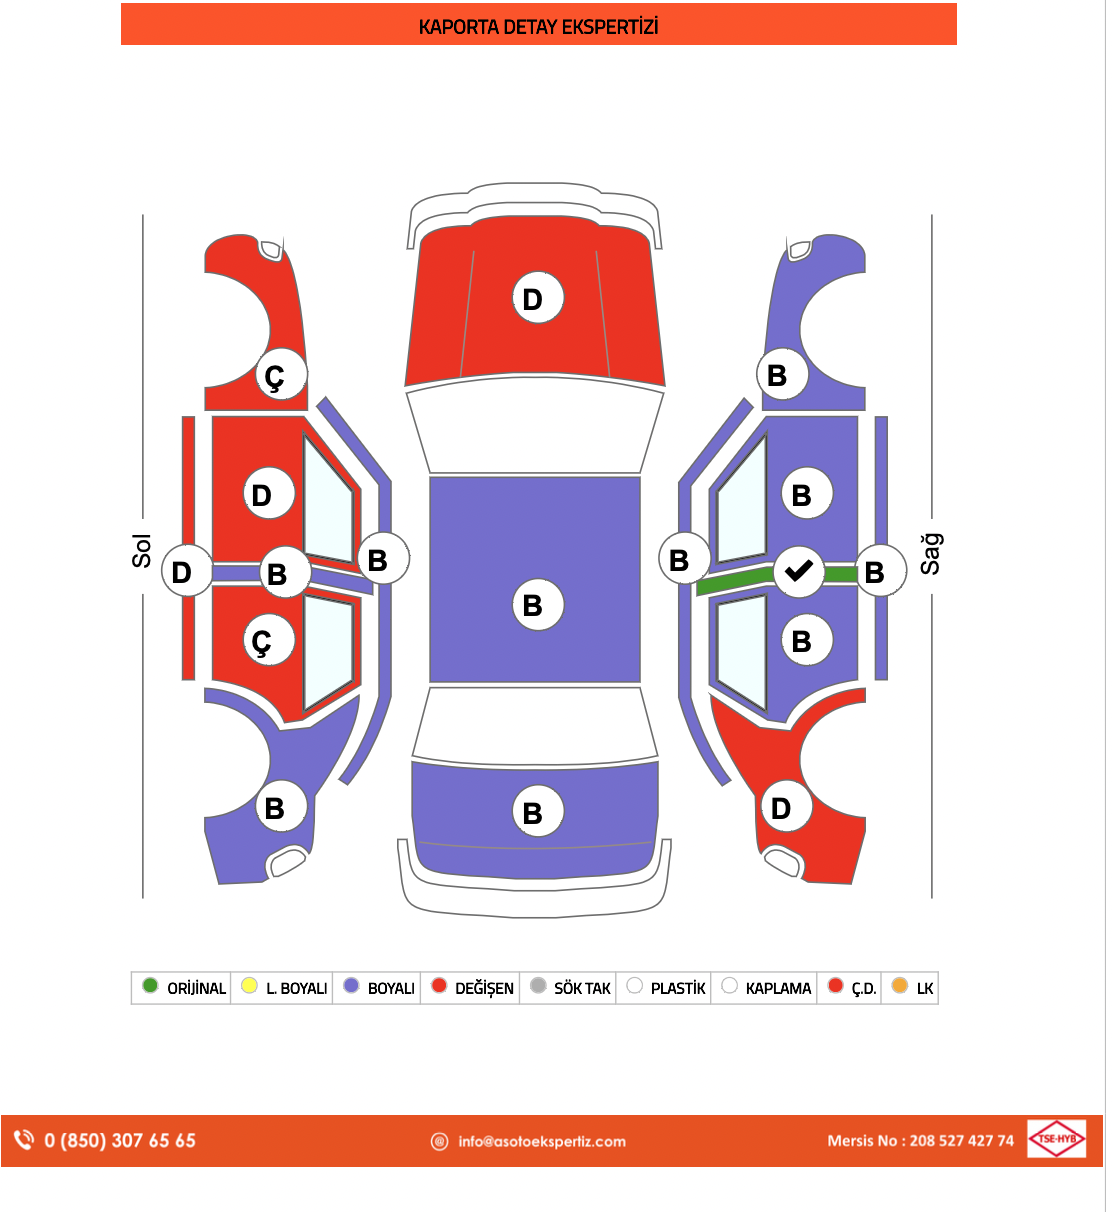 KAPORTA DETAY EKSPERTİZİ
D
Ç
B
D
B
Sol
D
B
B
B
B
B
Sağ
Ç
B
B
B
D
ORİJİNAL L. BOYALI BOYALI DEĞİŞEN SÖK TAK PLASTİK KAPLAMA Ç.D. LK
0 (850) 307 65 65 info@asotoekspertiz.com Mersis No : 208 527 427 74 TSE-HYB